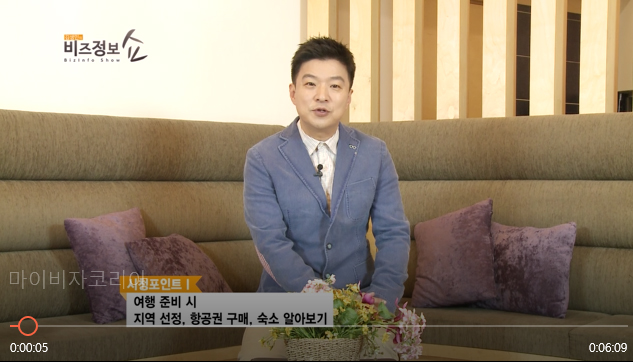 비즈정보쇼
BizInfo Show
마이비자코리아
시청포인트 I
여행 준비 시
지역 선정, 항공권 구매, 숙소 알아보기
0:00:05
0:06:09